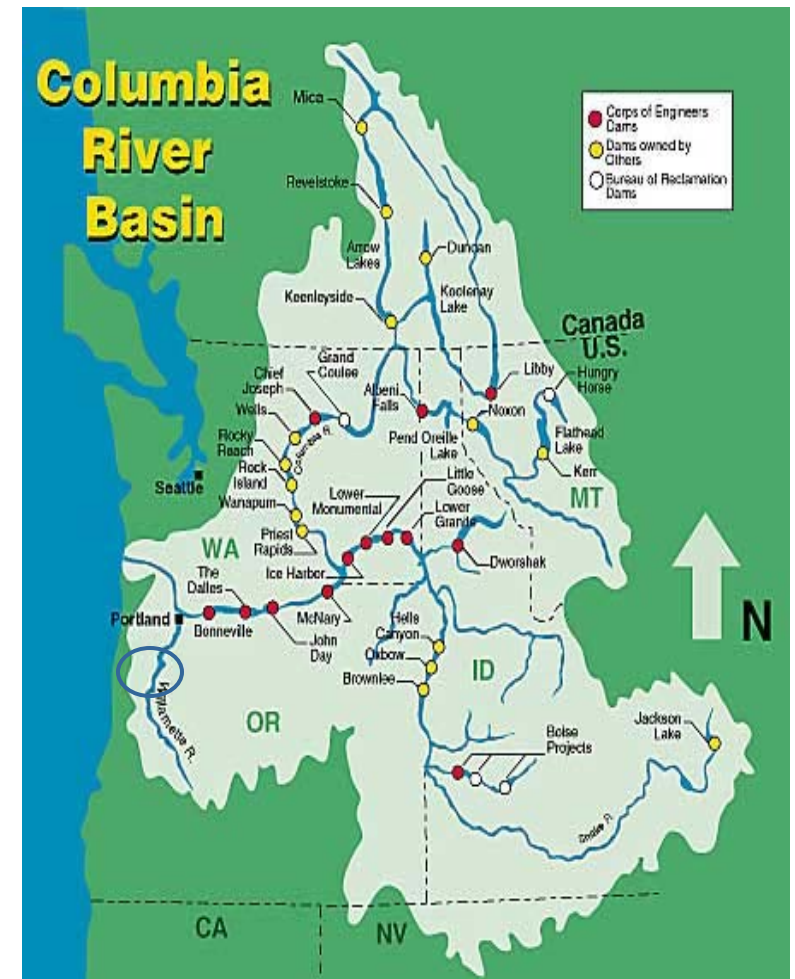 Columbia
River
Basin
Corps of Engineers
Dams
Dams owned by
Others
Bureau of Reclamation
Dams
Mica
Revelstoke
Arrow
Lakes
Duncan
Kootenay
Lake
Keenleyside
Canada
U.S.
Grand
Coulee
Chief
Joseph
Albeni
Falls
Libby
Hungry
Horse
Wells
Noxon
Columbia R.
Pend Oreille
Lake
Flathead
Lake
Rocky
Reach
Kerr
Rock
Island
Seattle
Little
Goose
Lower
Monumental
Wanapum
Lower
Granite
MT
Priest
Rapids
WA
Ice Harbor
Dworshak
The
Dalles
N
Portland
Bonneville
McNary
John
Day
Hells
Canyon
Oxbow
Brownlee
ID
Willamette R.
OR
Boise
Projects
Jackson
Lake
Snake R.
CA
NV